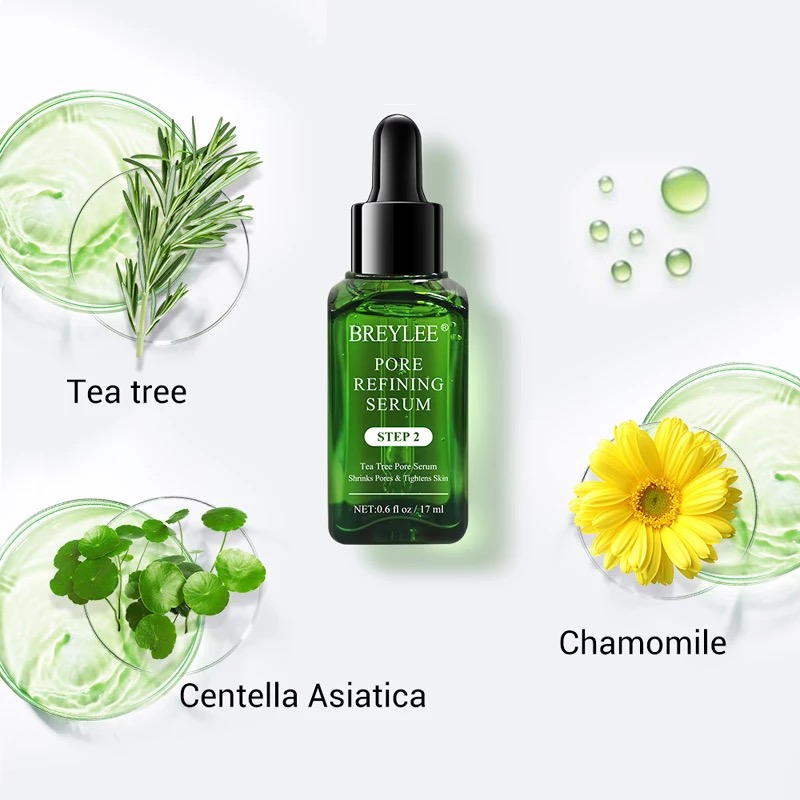 BREYLEE®
PORE
REFINING
SERUM
STEP 2
Tea Tree Pore Serum
Shrinks Pores & Tightens Skin
NET:0.6 fl oz / 17 ml
Tea tree
Centella Asiatica
Chamomile